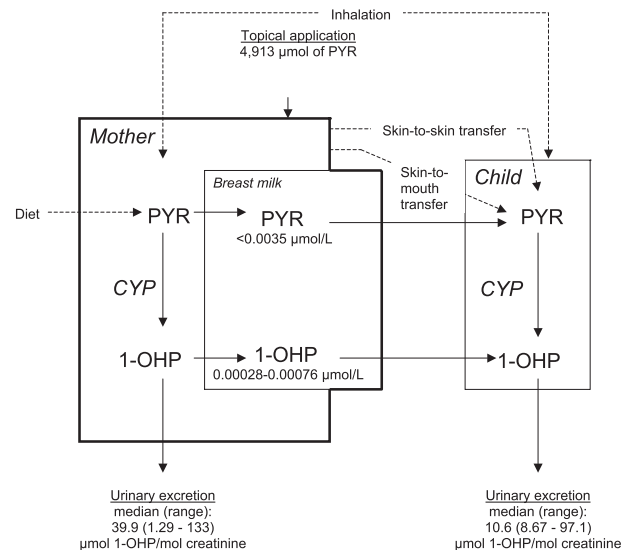 Inhalation
Topical application
4,913 µmol of PYR
Mother
Skin-to-skin transfer
Skin-to-
mouth
transfer
Child
Breast milk
Diet
PYR
PYR
<0.0035 µmol/L
PYR
CYP
CYP
1-OHP
1-OHP
0.00028-0.00076 µmol/L
1-OHP
Urinary excretion
median (range):
39.9 (1.29 - 133)
µmol 1-OHP/mol creatinine
Urinary excretion
median (range):
10.6 (8.67 - 97.1)
µmol 1-OHP/mol creatinine